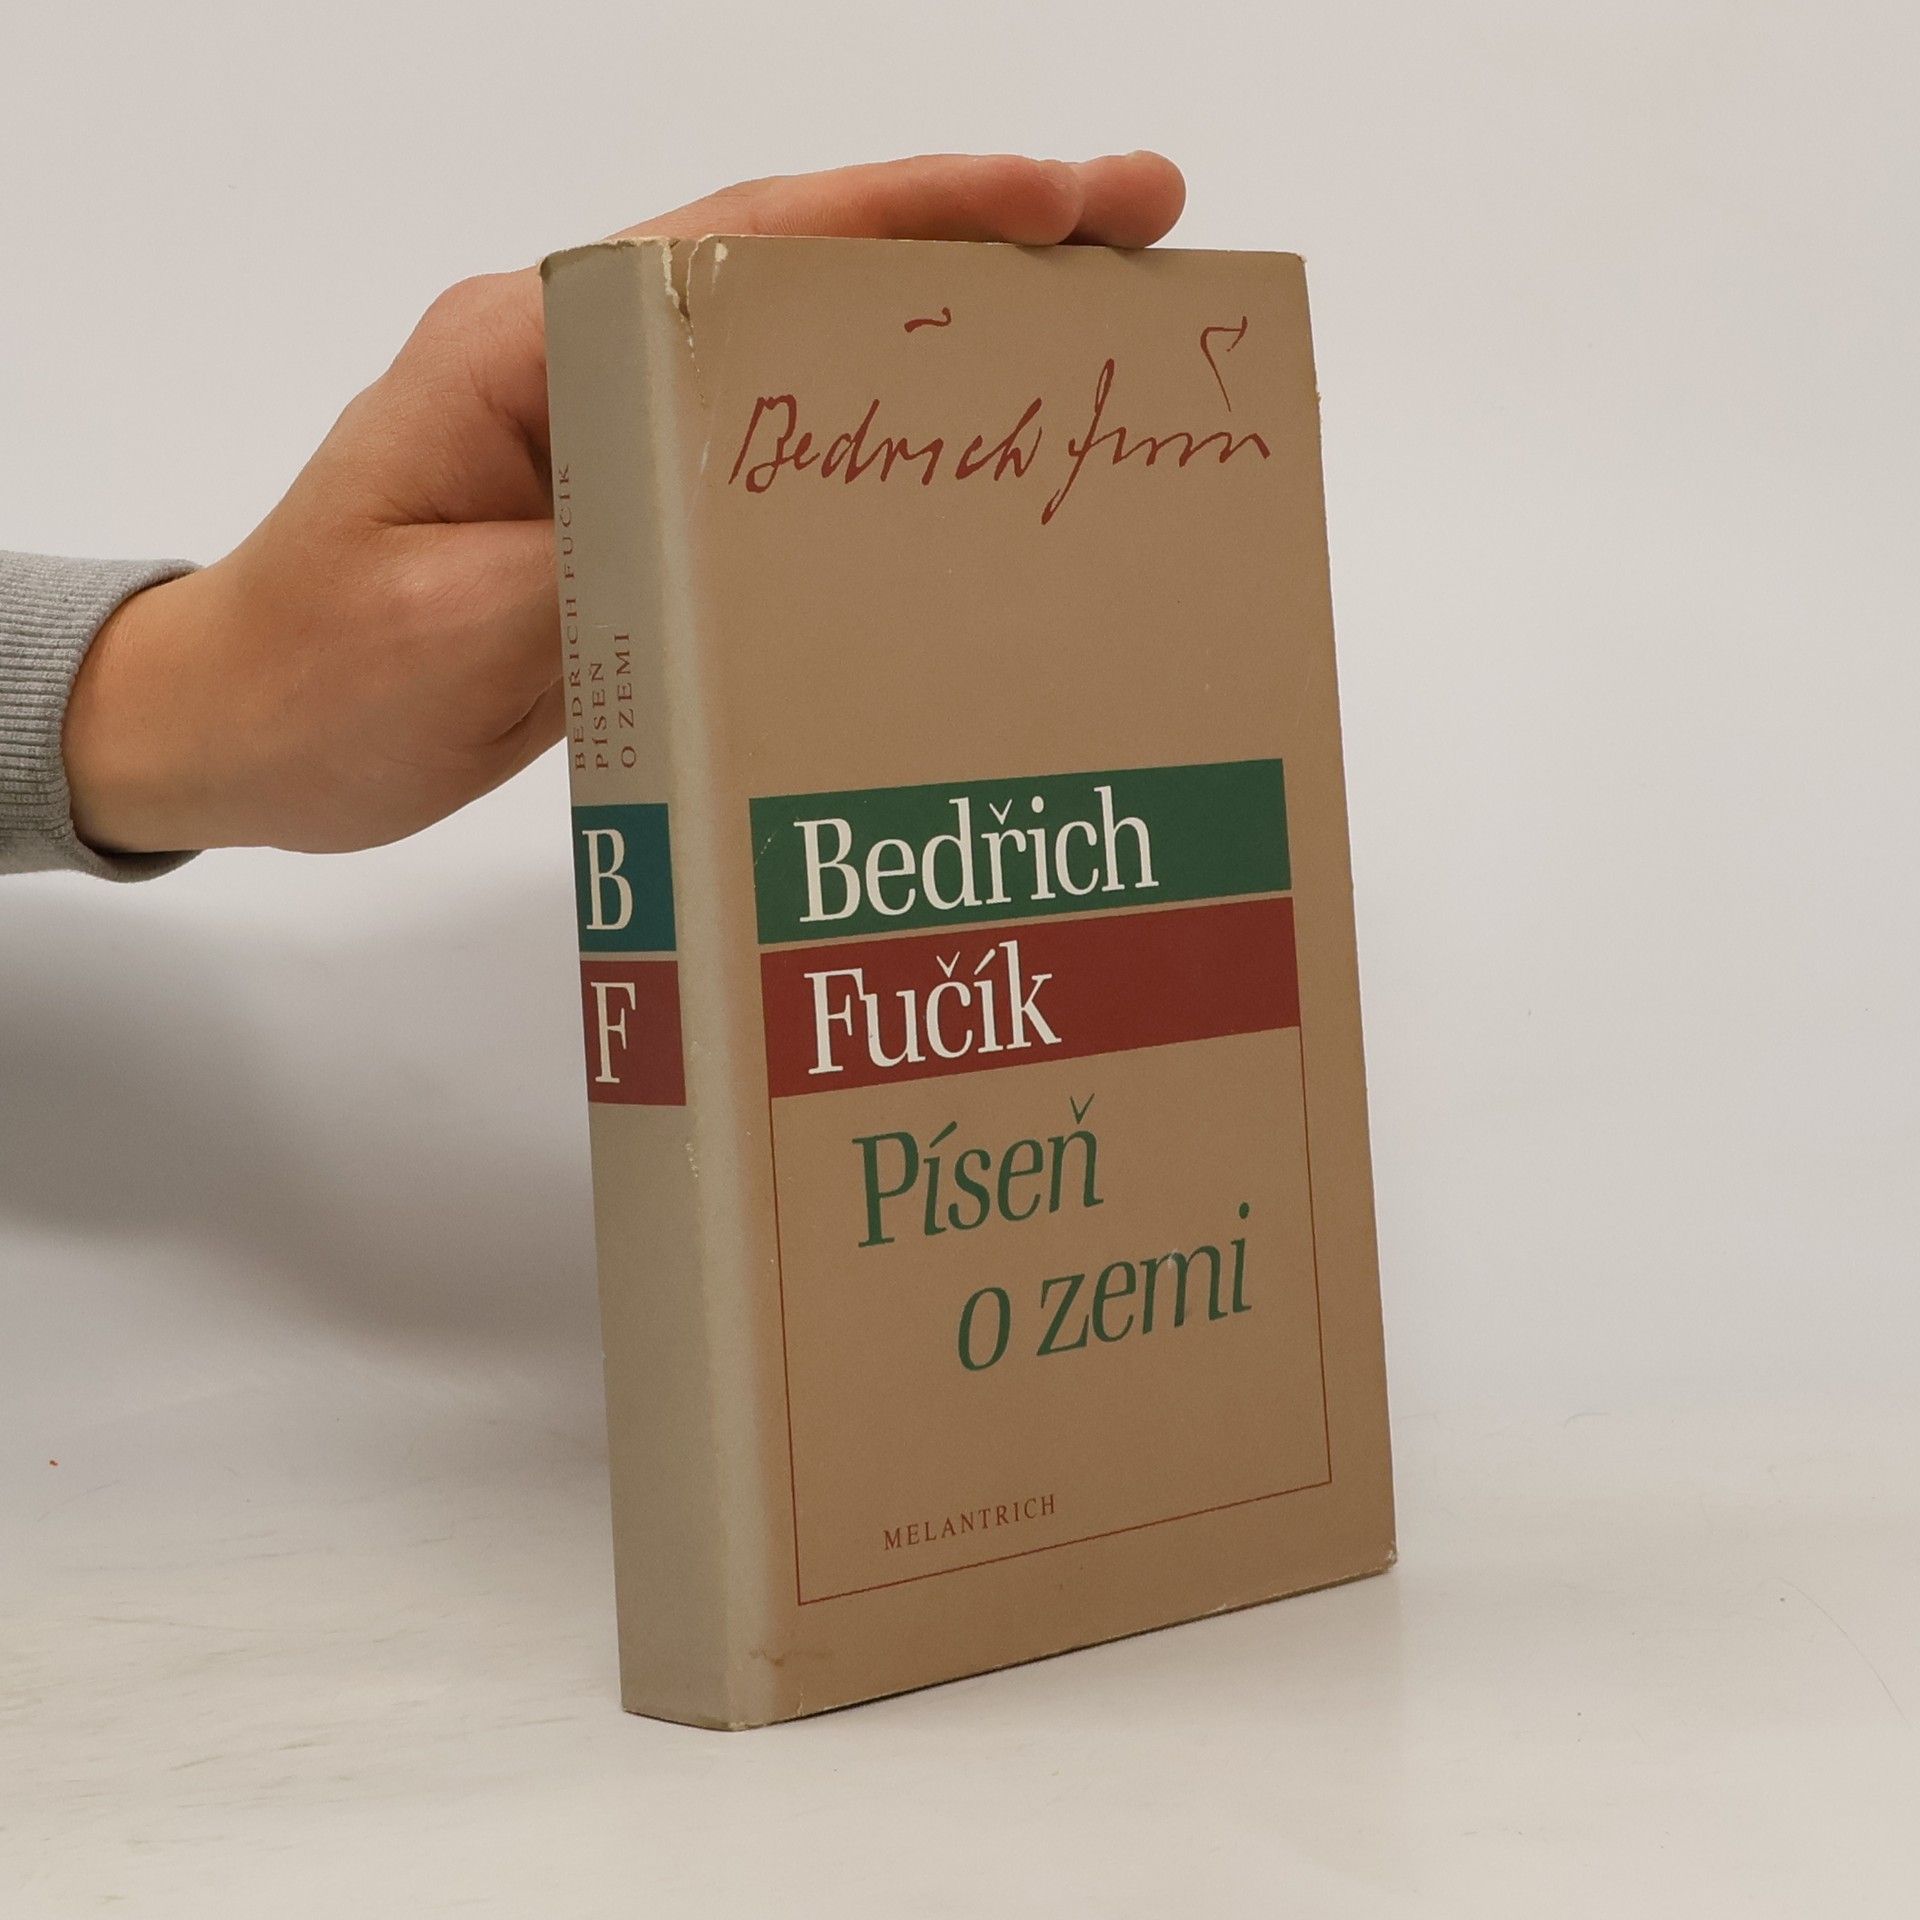 Bedřich Fučík
BEDŘICH FUČÍK
PÍSEŇ
O ZEMI
B
F
Bedřich
Fučík
Píseň
o zemi
MELANTRICH